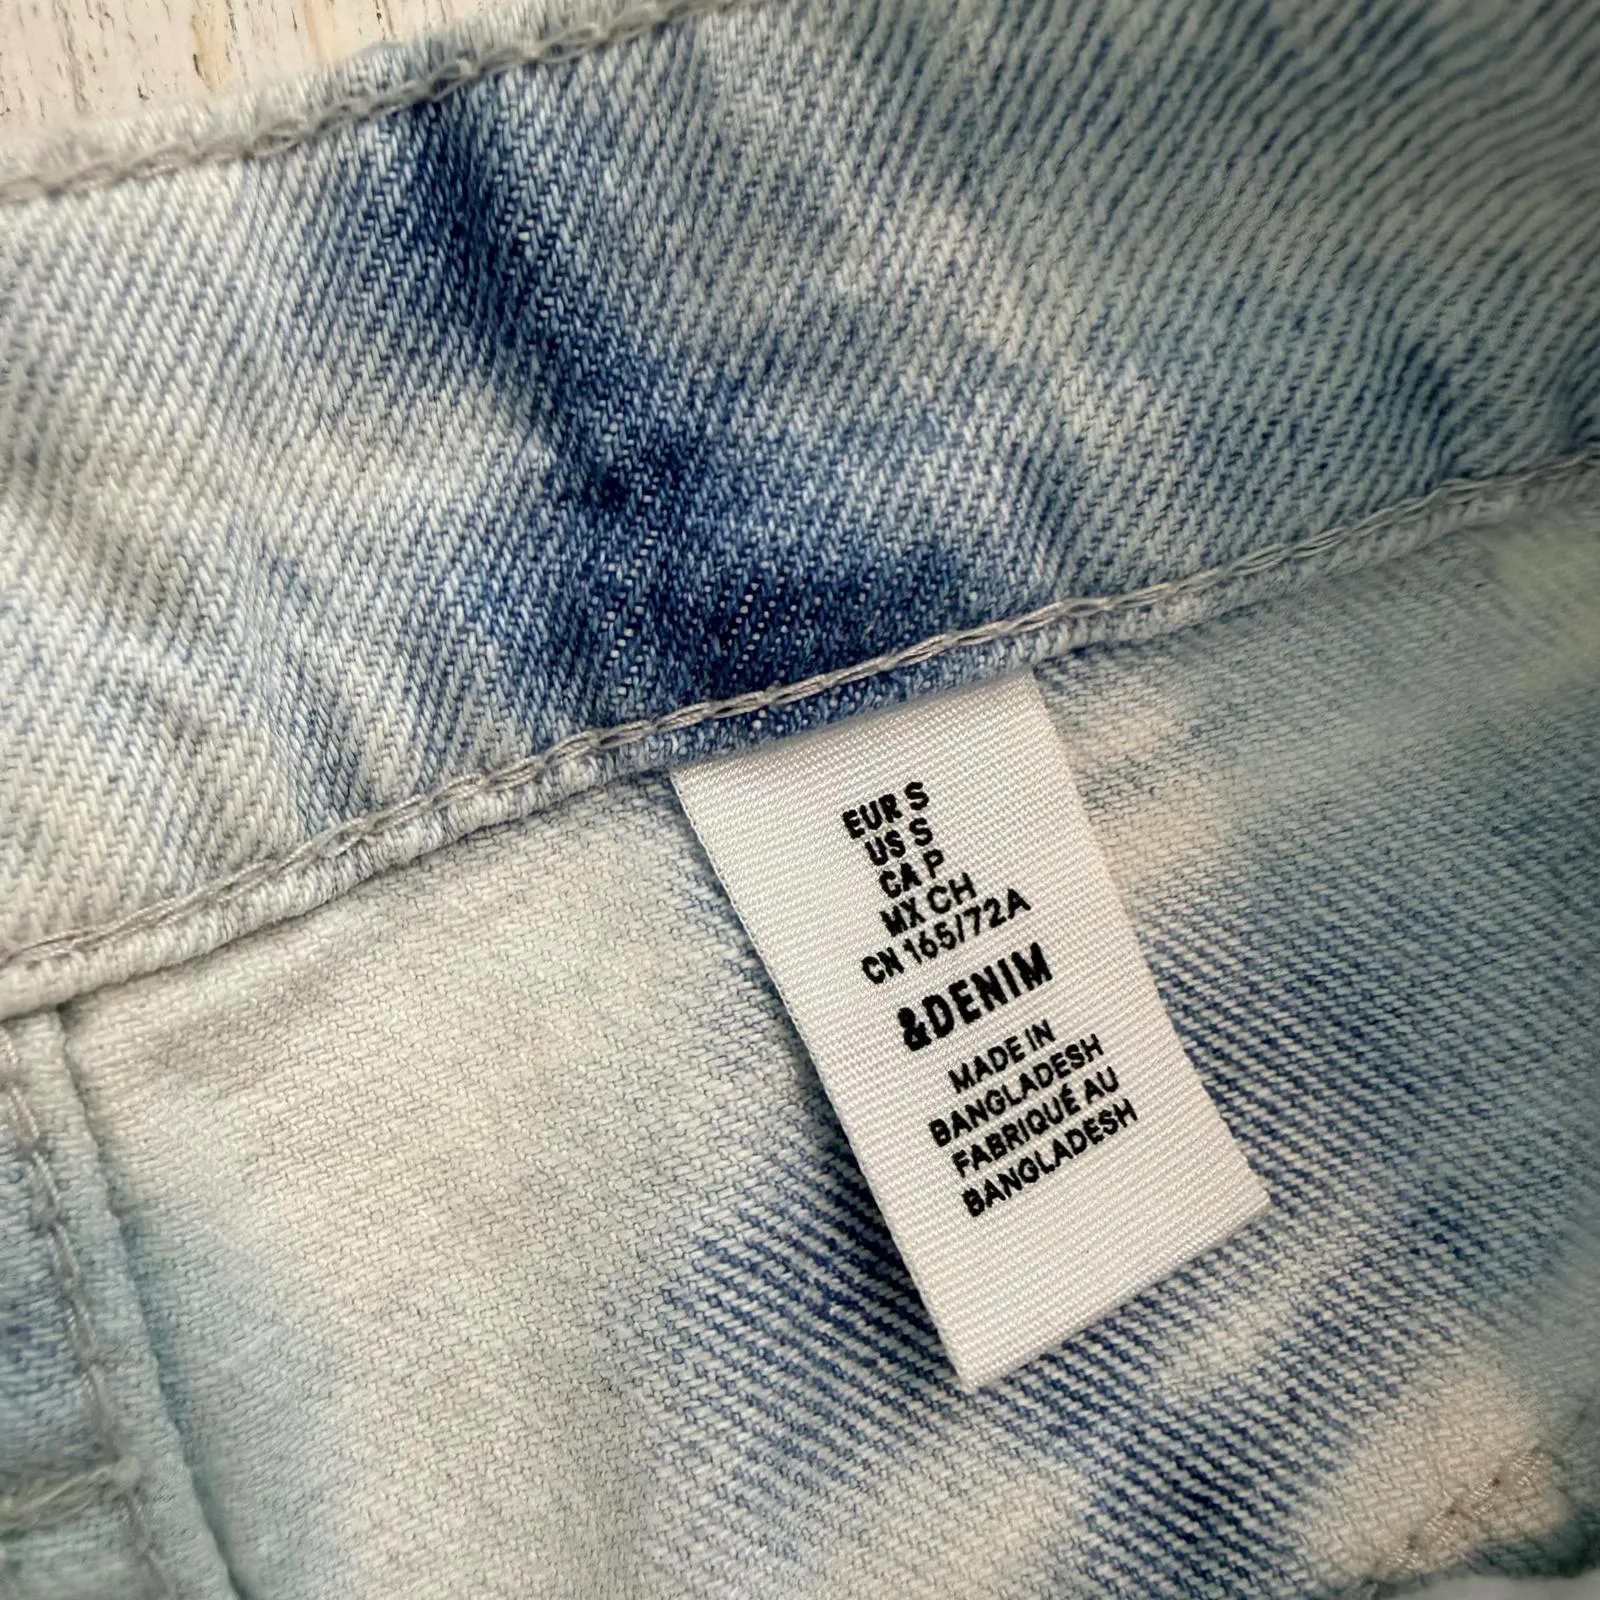 EUR S
US S
CA P
MX CH
CN 165/72A
&DENIM
MADE IN
BANGLADESH
FABRIQUÉ AU
BANGLADESH